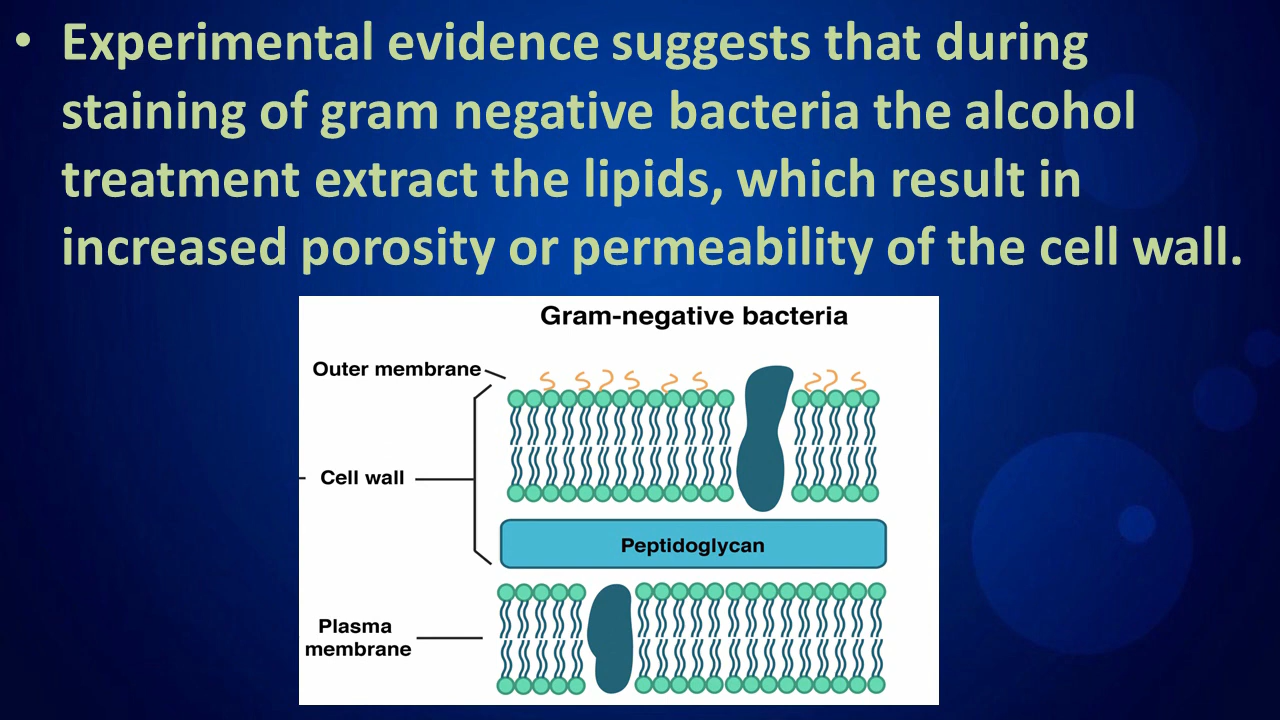 • Experimental evidence suggests that during
staining of gram negative bacteria the alcohol
treatment extract the lipids, which result in
increased porosity or permeability of the cell wall.
Gram-negative bacteria
Outer membrane
Cell wall
Peptidoglycan
Plasma
membrane